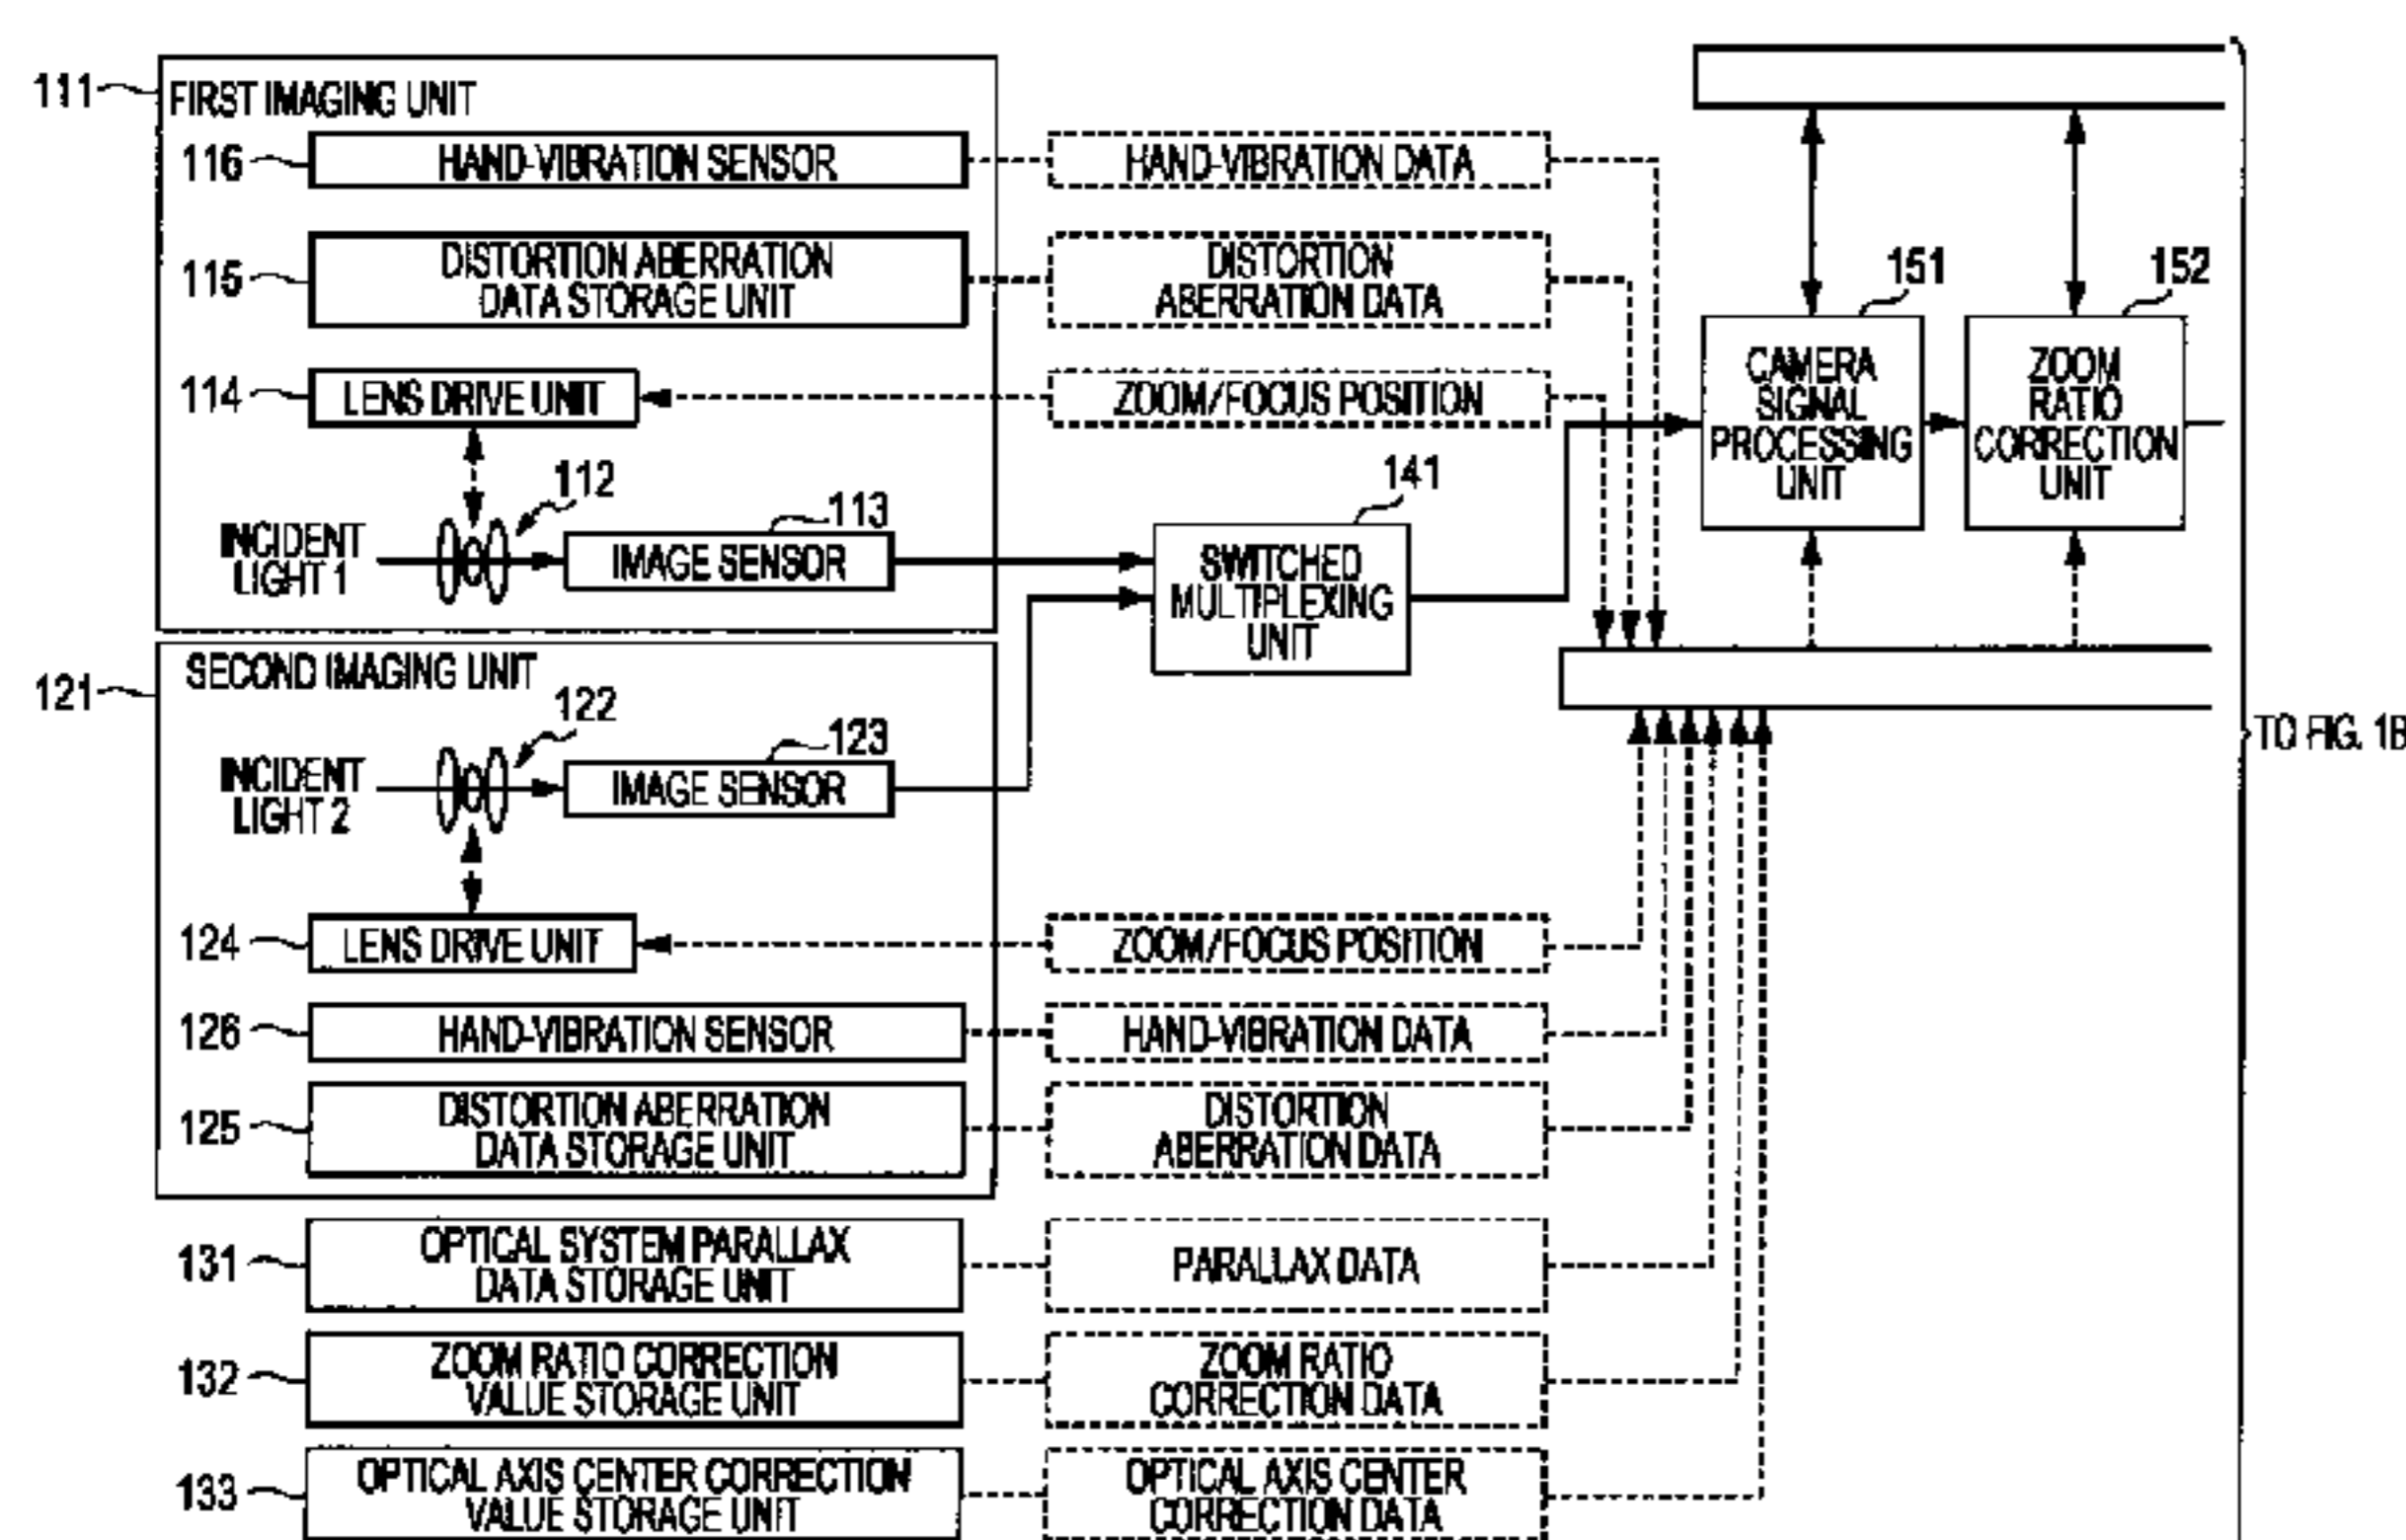 111
FIRST IMAGING UNIT
116
HAND-VIBRATION SENSOR
HAND-VIBRATION DATA
115
DISTORTION ABERRATION
DATA STORAGE UNIT
DISTORTION
ABERRATION DATA
114
LENS DRIVE UNIT
ZOOM/FOCUS POSITION
151
CAMERA
SIGNAL
PROCESSING
UNIT
152
ZOOM
RATIO
CORRECTION
UNIT
112
INCIDENT
LIGHT 1
113
IMAGE SENSOR
141
SWITCHED
MULTIPLEXING
UNIT
121
SECOND IMAGING UNIT
122
INCIDENT
LIGHT 2
123
IMAGE SENSOR
TO FIG. 1B
124
LENS DRIVE UNIT
ZOOM/FOCUS POSITION
126
HAND-VIBRATION SENSOR
HAND-VIBRATION DATA
125
DISTORTION ABERRATION
DATA STORAGE UNIT
DISTORTION
ABERRATION DATA
131
OPTICAL SYSTEM PARALLAX
DATA STORAGE UNIT
PARALLAX DATA
132
ZOOM RATIO CORRECTION
VALUE STORAGE UNIT
ZOOM RATIO
CORRECTION DATA
133
OPTICAL AXIS CENTER CORRECTION
VALUE STORAGE UNIT
OPTICAL AXIS CENTER
CORRECTION DATA